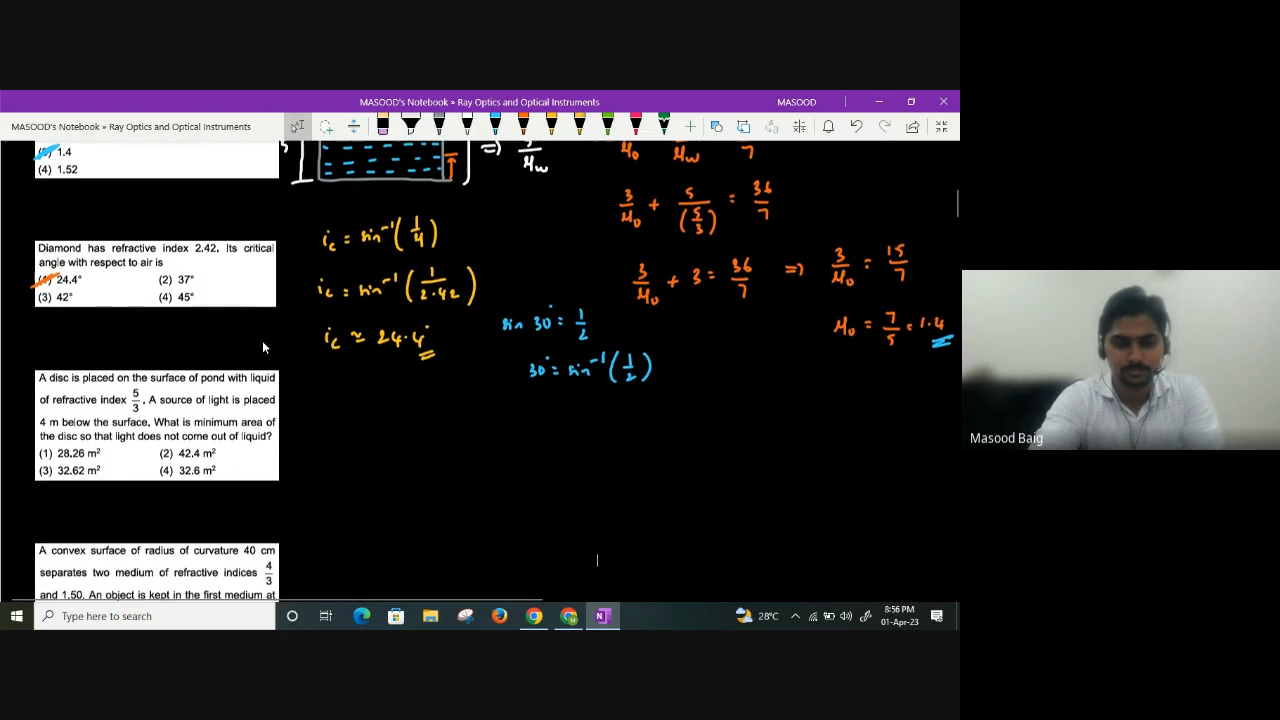 MASOOD's Notebook » Ray Optics and Optical Instruments
MASOOD
MASOOD's Notebook » Ray Optics and Optical Instruments
1.4
(4) 1.52
⇒ μw
μ0 μw 7
3/μ0 + 5/(5/3) = 36/7
ic = sin⁻¹(1/4)
Diamond has refractive index 2.42. Its critical
angle with respect to air is
(1) 24.4° (2) 37°
(3) 42° (4) 45°
3/μ0 + 3 = 36/7 ⇒ 3/μ0 = 15/7
ic = sin⁻¹(1/2.42)
sin 30° = 1/2
μ0 = 7/5 = 1.4
ic ≃ 24.4°
30° = sin⁻¹(1/2)
A disc is placed on the surface of pond with liquid
of refractive index 5/3. A source of light is placed
4 m below the surface. What is minimum area of
the disc so that light does not come out of liquid?
(1) 28.26 m² (2) 42.4 m²
(3) 32.62 m² (4) 32.6 m²
A convex surface of radius of curvature 40 cm
separates two medium of refractive indices 4/3
and 1.50. An object is kept in the first medium at
Masood Baig
Type here to search
28°C
8:56 PM
01-Apr-23